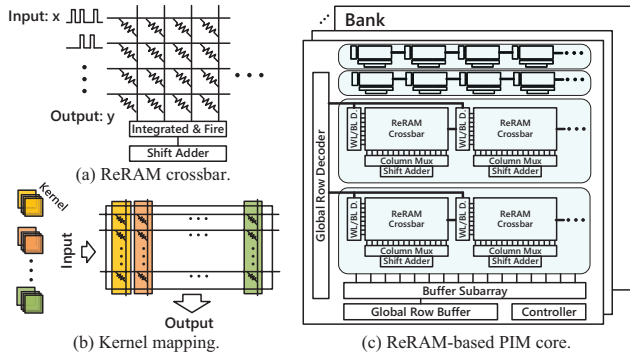 Input: x
Output: y
Integrated & Fire
Shift Adder
(a) ReRAM crossbar.
Kernel
Input
Output
(b) Kernel mapping.
Bank
Global Row Decoder
WL/BL D.
ReRAM
Crossbar
Column Mux
Shift Adder
WL/BL D.
ReRAM
Crossbar
Column Mux
Shift Adder
WL/BL D.
ReRAM
Crossbar
Column Mux
Shift Adder
WL/BL D.
ReRAM
Crossbar
Column Mux
Shift Adder
Buffer Subarray
Global Row Buffer
Controller
(c) ReRAM-based PIM core.